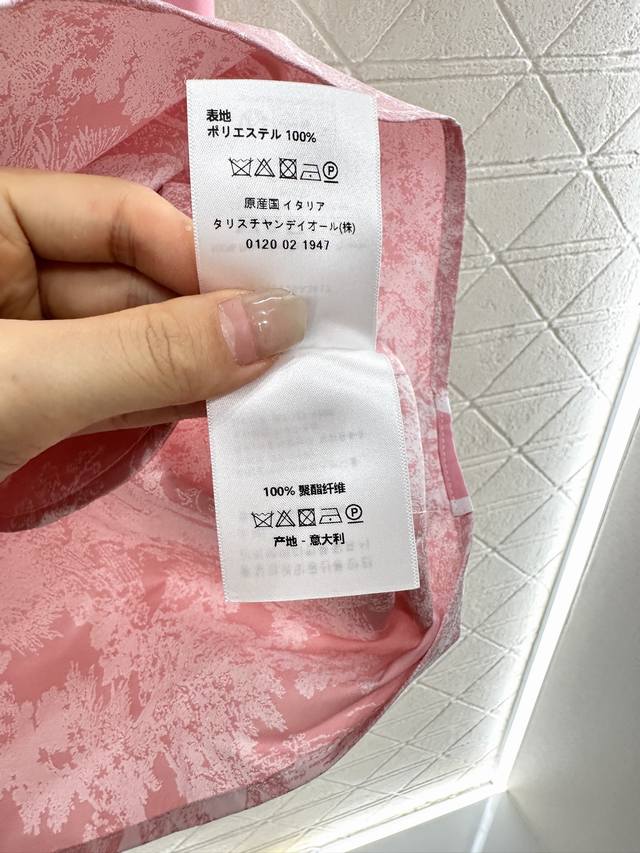 表地
ポリエステル 100%
原産国 イタリア
タリスチャンディオール(株)
0120 02 1947
100% 聚酯纤维
产地 - 意大利